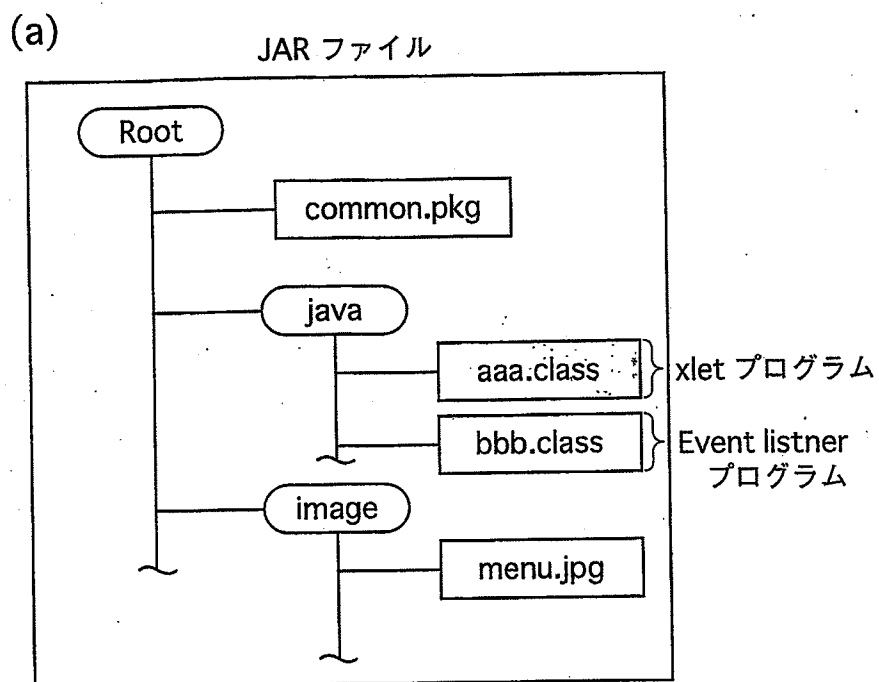 (a)
JAR ファイル
Root
common.pkg
java
aaa.class
xlet プログラム
bbb.class
Event listner
プログラム
image
menu.jpg